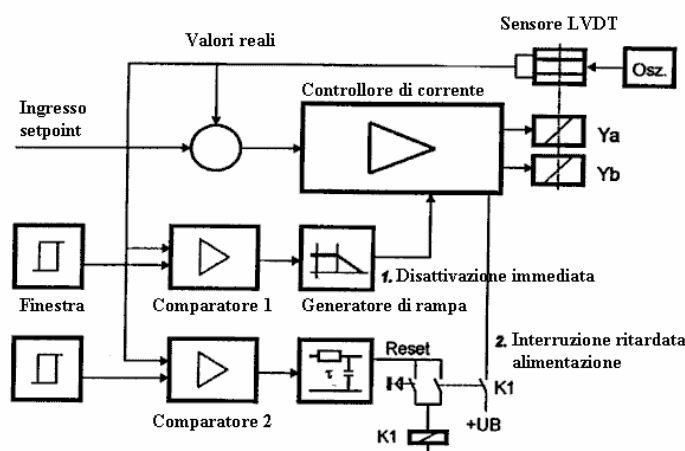 Sensore LVDT
Valori reali
Osz.
Controllore di corrente
Ingresso
setpoint
Ya
Yb
1. Disattivazione immediata
Finestra
Comparatore 1
Generatore di rampa
2. Interruzione ritardata
alimentazione
Reset
τ
K1
+UB
Comparatore 2
K1